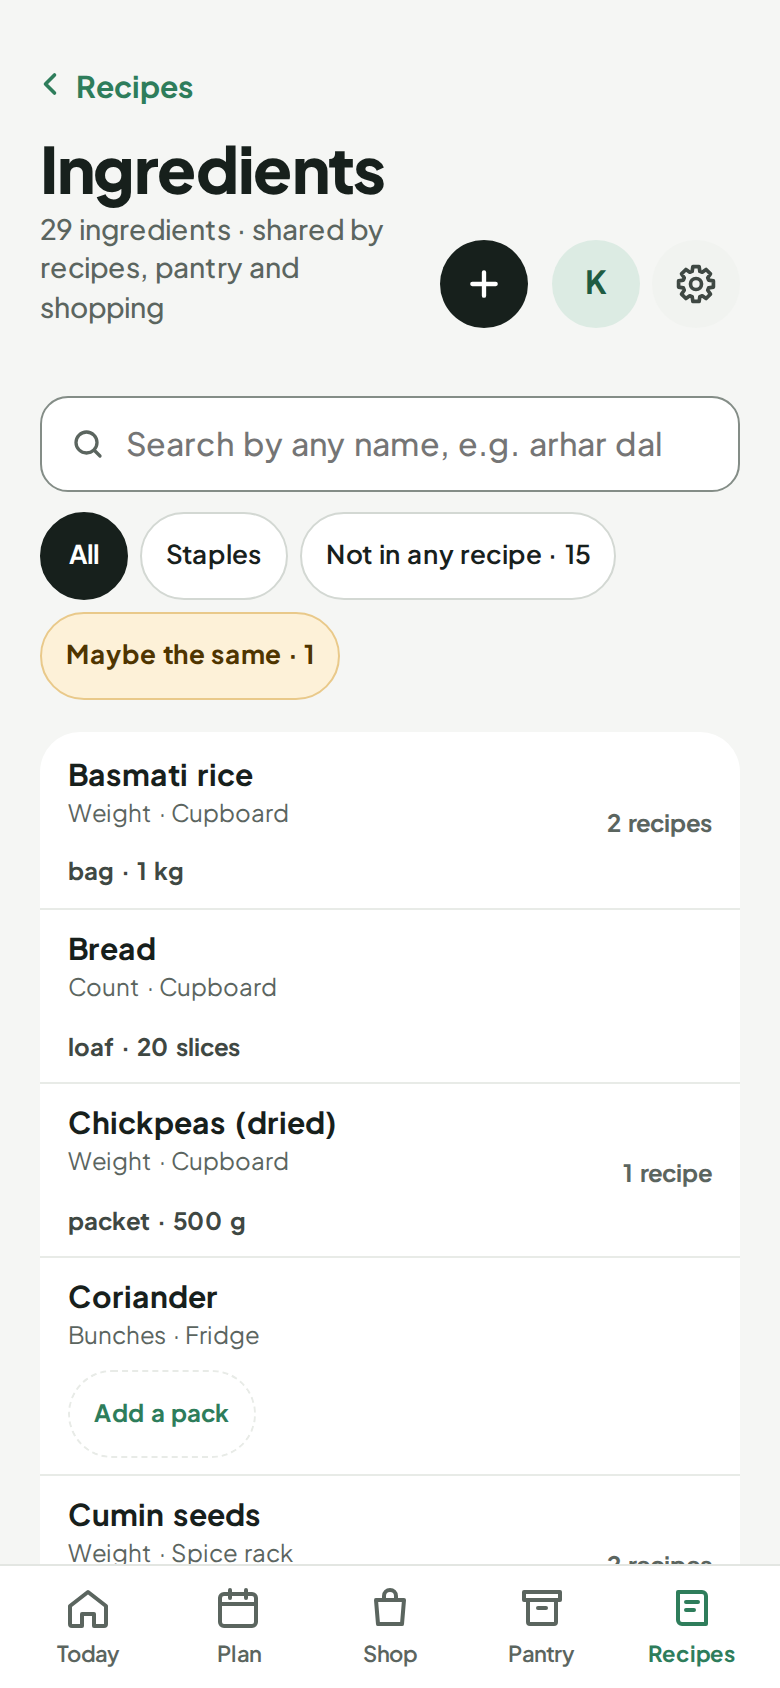 Recipes
Ingredients
29 ingredients · shared by
recipes, pantry and
shopping
K
Search by any name, e.g. arhar dal
All
Staples
Not in any recipe · 15
Maybe the same · 1
Basmati rice
Weight · Cupboard
2 recipes
bag · 1 kg
Bread
Count · Cupboard
loaf · 20 slices
Chickpeas (dried)
Weight · Cupboard
1 recipe
packet · 500 g
Coriander
Bunches · Fridge
Add a pack
Cumin seeds
Weight · Spice rack
2 recipes
Today
Plan
Shop
Pantry
Recipes